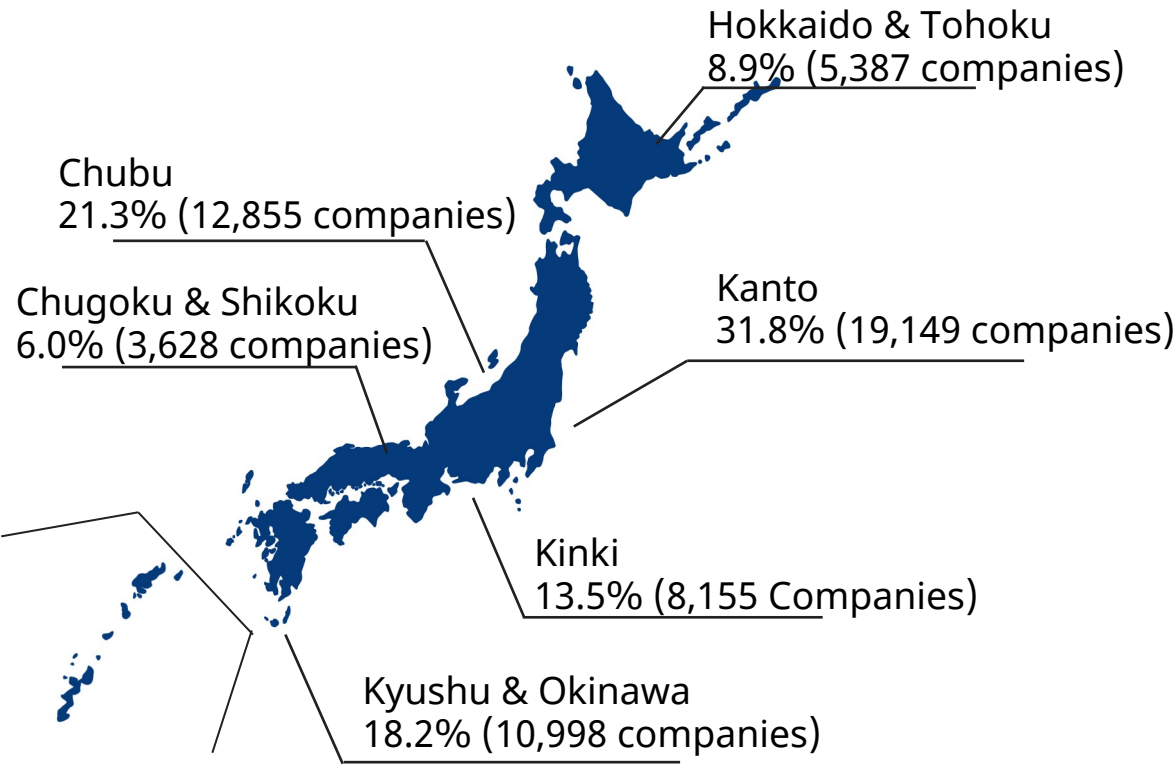 Hokkaido & Tohoku
8.9% (5,387 companies)
Chubu
21.3% (12,855 companies)
Chugoku & Shikoku
6.0% (3,628 companies)
Kanto
31.8% (19,149 companies)
Kinki
13.5% (8,155 Companies)
Kyushu & Okinawa
18.2% (10,998 companies)